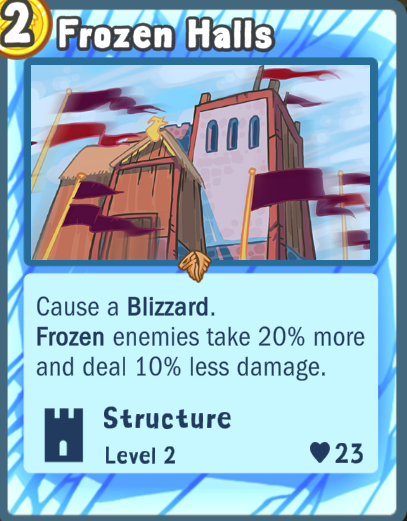 2
Frozen Halls
Cause a Blizzard.
Frozen enemies take 20% more
and deal 10% less damage.
Structure
Level 2
23